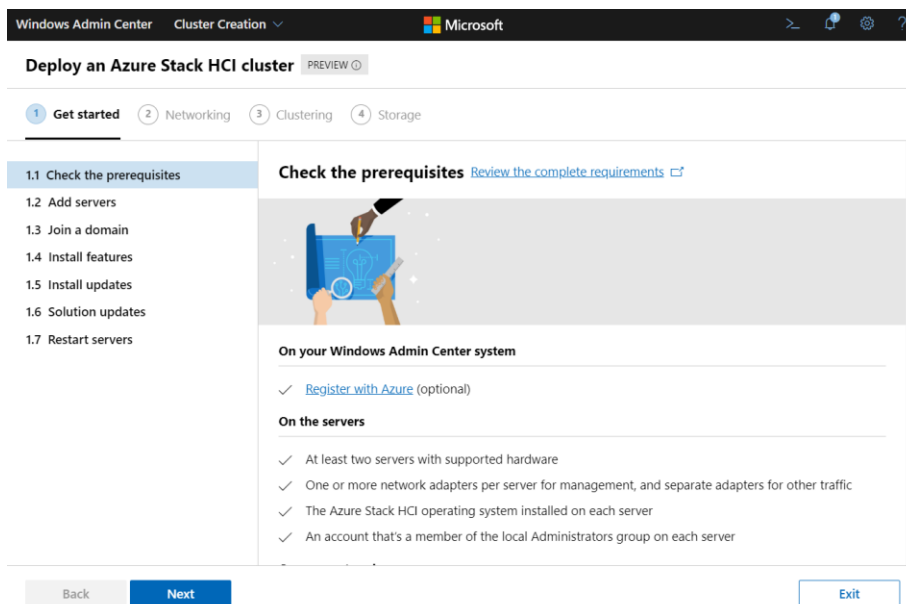 Windows Admin Center Cluster Creation Microsoft >_ 1 ?
Deploy an Azure Stack HCI cluster PREVIEW
1 Get started 2 Networking 3 Clustering 4 Storage
1.1 Check the prerequisites
1.2 Add servers
1.3 Join a domain
1.4 Install features
1.5 Install updates
1.6 Solution updates
1.7 Restart servers
Check the prerequisites Review the complete requirements
On your Windows Admin Center system
Register with Azure (optional)
On the servers
At least two servers with supported hardware
One or more network adapters per server for management, and separate adapters for other traffic
The Azure Stack HCI operating system installed on each server
An account that's a member of the local Administrators group on each server
Back Next Exit